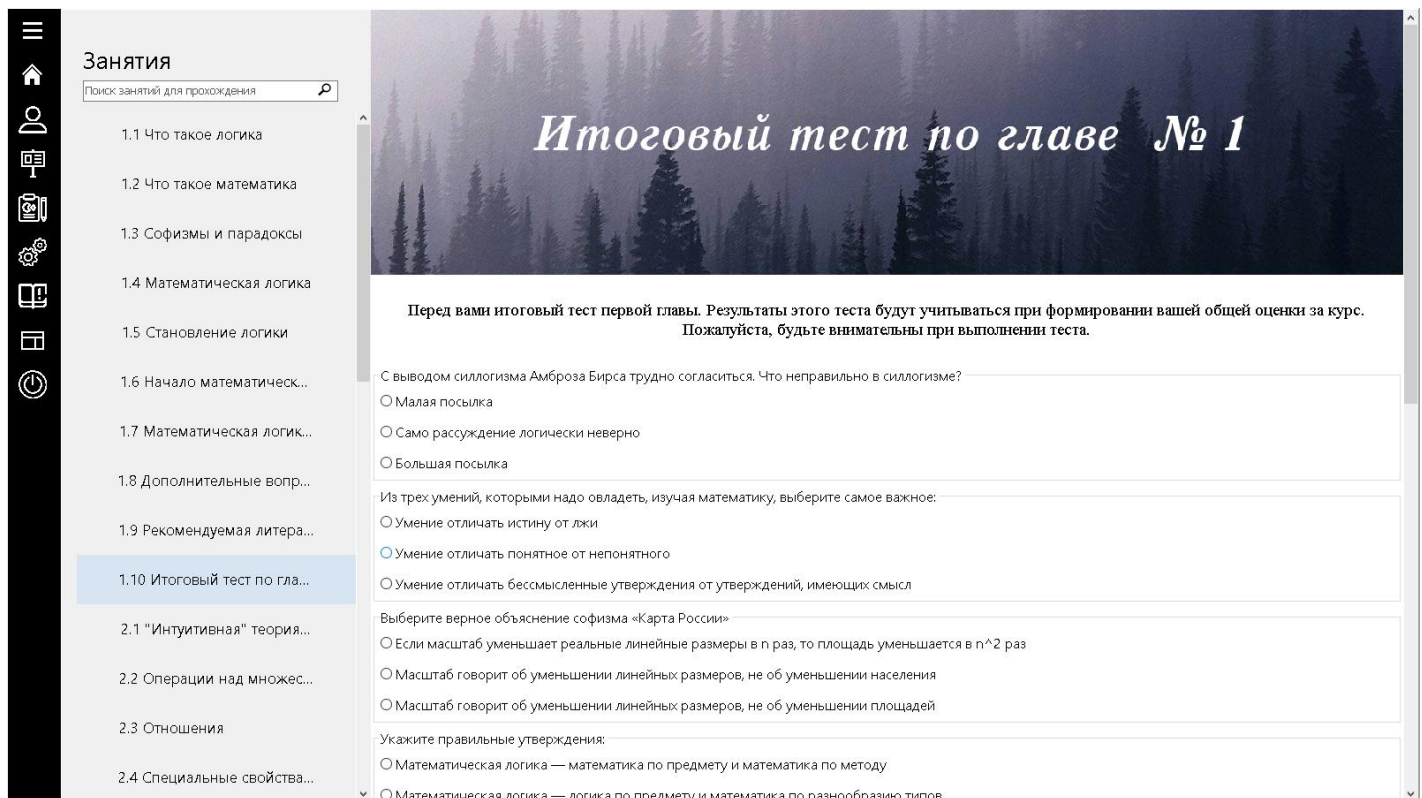 Занятия
Поиск занятий для прохождения
1.1 Что такое логика
1.2 Что такое математика
1.3 Софизмы и парадоксы
1.4 Математическая логика
1.5 Становление логики
1.6 Начало математическ...
1.7 Математическая логик...
1.8 Дополнительные вопр...
1.9 Рекомендуемая литера...
1.10 Итоговый тест по гла...
2.1 "Интуитивная" теория...
2.2 Операции над множес...
2.3 Отношения
2.4 Специальные свойства...
Итоговый тест по главе № 1
Перед вами итоговый тест первой главы. Результаты этого теста будут учитываться при формировании вашей общей оценки за курс.
Пожалуйста, будьте внимательны при выполнении теста.
С выводом силлогизма Амброза Бирса трудно согласиться. Что неправильно в силлогизме?
Малая посылка
Само рассуждение логически неверно
Большая посылка
Из трех умений, которыми надо овладеть, изучая математику, выберите самое важное:
Умение отличать истину от лжи
Умение отличать понятное от непонятного
Умение отличать бессмысленные утверждения от утверждений, имеющих смысл
Выберите верное объяснение софизма «Карта России»
Если масштаб уменьшает реальные линейные размеры в n раз, то площадь уменьшается в n^2 раз
Масштаб говорит об уменьшении линейных размеров, не об уменьшении населения
Масштаб говорит об уменьшении линейных размеров, не об уменьшении площадей
Укажите правильные утверждения:
Математическая логика — математика по предмету и математика по методу
Математическая логика — логика по предмету и математика по разнообразию типов